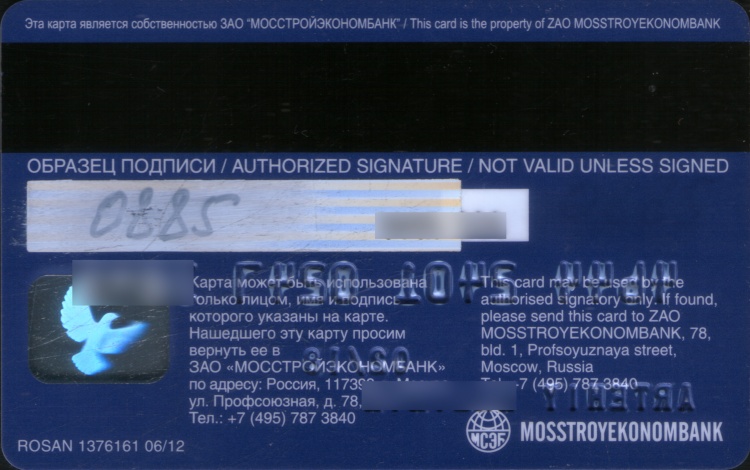 Эта карта является собственностью ЗАО "МОССТРОЙЭКОНОМБАНК" / This card is the property of ZAO MOSSTROYEKONOMBANK
ОБРАЗЕЦ ПОДПИСИ / AUTHORIZED SIGNATURE / NOT VALID UNLESS SIGNED
0885
Карта может быть использована
только лицом, имя и подпись
которого указаны на карте.
Нашедшего эту карту просим
вернуть ее в
ЗАО «МОССТРОЙЭКОНОМБАНК»
по адресу: Россия,
ул. Профсоюзная, д. 78,
Тел.: +7 (495) 787 3840
This card may be used by the
authorised signatory only. If found,
please send this card to ZAO
MOSSTROYEKONOMBANK, 78,
bld. 1, Profsoyuznaya street,
Moscow, Russia
Tel.: +7 (495) 787 3840
МСЭБ MOSSTROYEKONOMBANK
ROSAN 1376161 06/12